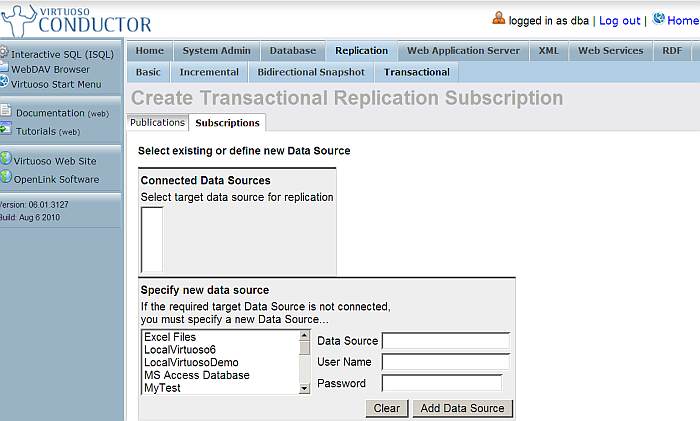 VIRTUOSO
CONDUCTOR
logged in as dba | Log out | Home
Interactive SQL (ISQL)
WebDAV Browser
Virtuoso Start Menu
Documentation (web)
Tutorials (web)
Virtuoso Web Site
OpenLink Software
Version: 06.01.3127
Build: Aug 6 2010
Home System Admin Database Replication Web Application Server XML Web Services RDF
Basic Incremental Bidirectional Snapshot Transactional
Create Transactional Replication Subscription
Publications Subscriptions
Select existing or define new Data Source
Connected Data Sources
Select target data source for replication
Specify new data source
If the required target Data Source is not connected,
you must specify a new Data Source...
Excel Files
LocalVirtuoso6
LocalVirtuosoDemo
MS Access Database
MyTest
Data Source
User Name
Password
Clear Add Data Source